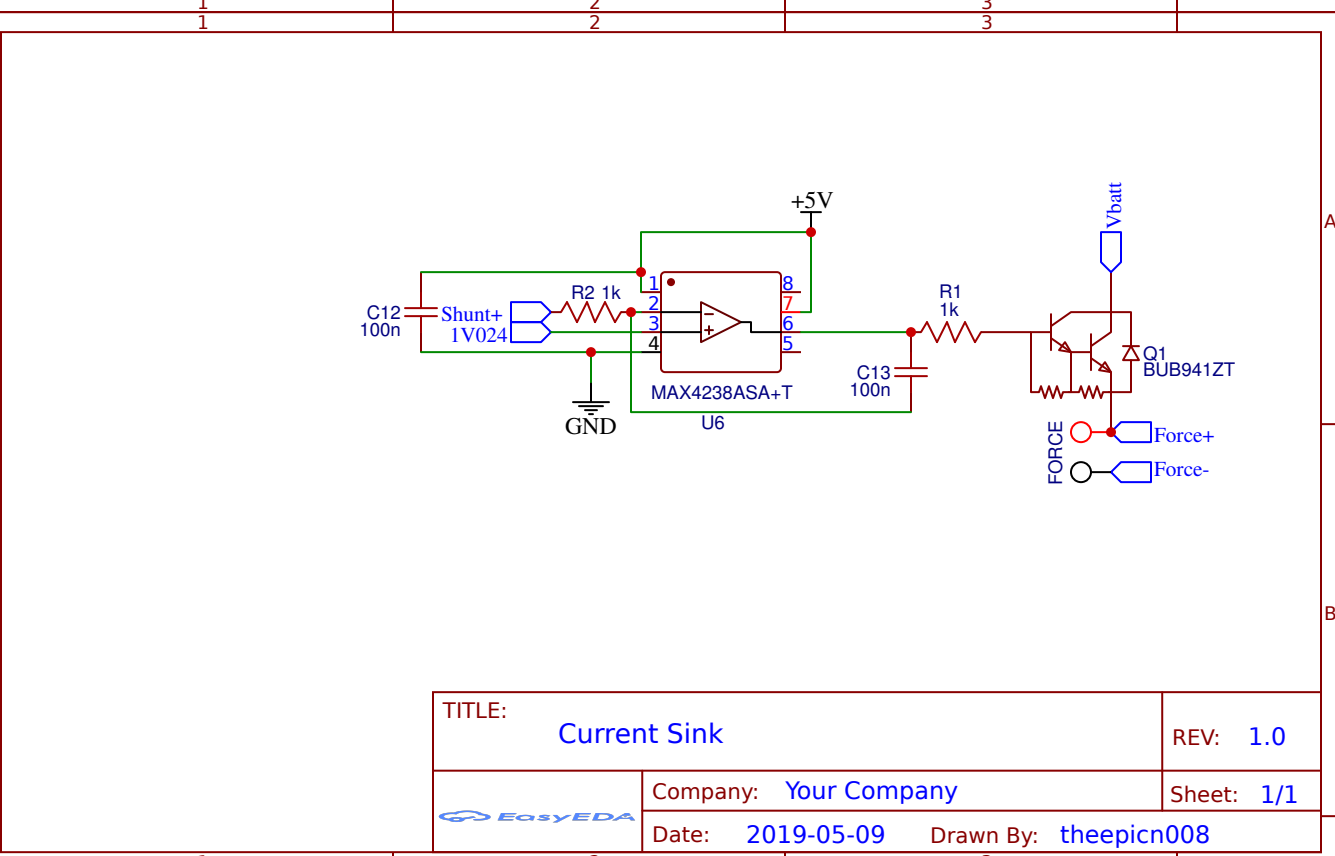 1 2 3
1 2 3
A
B
+5V
Vbatt
C12
100n
Shunt+
1V024
R2 1k
1
2
3
4
8
7
6
5
MAX4238ASA+T
U6
GND
R1
1k
C13
100n
Q1
BUB941ZT
FORCE
Force+
Force-
TITLE:
Current Sink
REV: 1.0
EasyEDA
Company: Your Company
Sheet: 1/1
Date: 2019-05-09 Drawn By: theepicn008